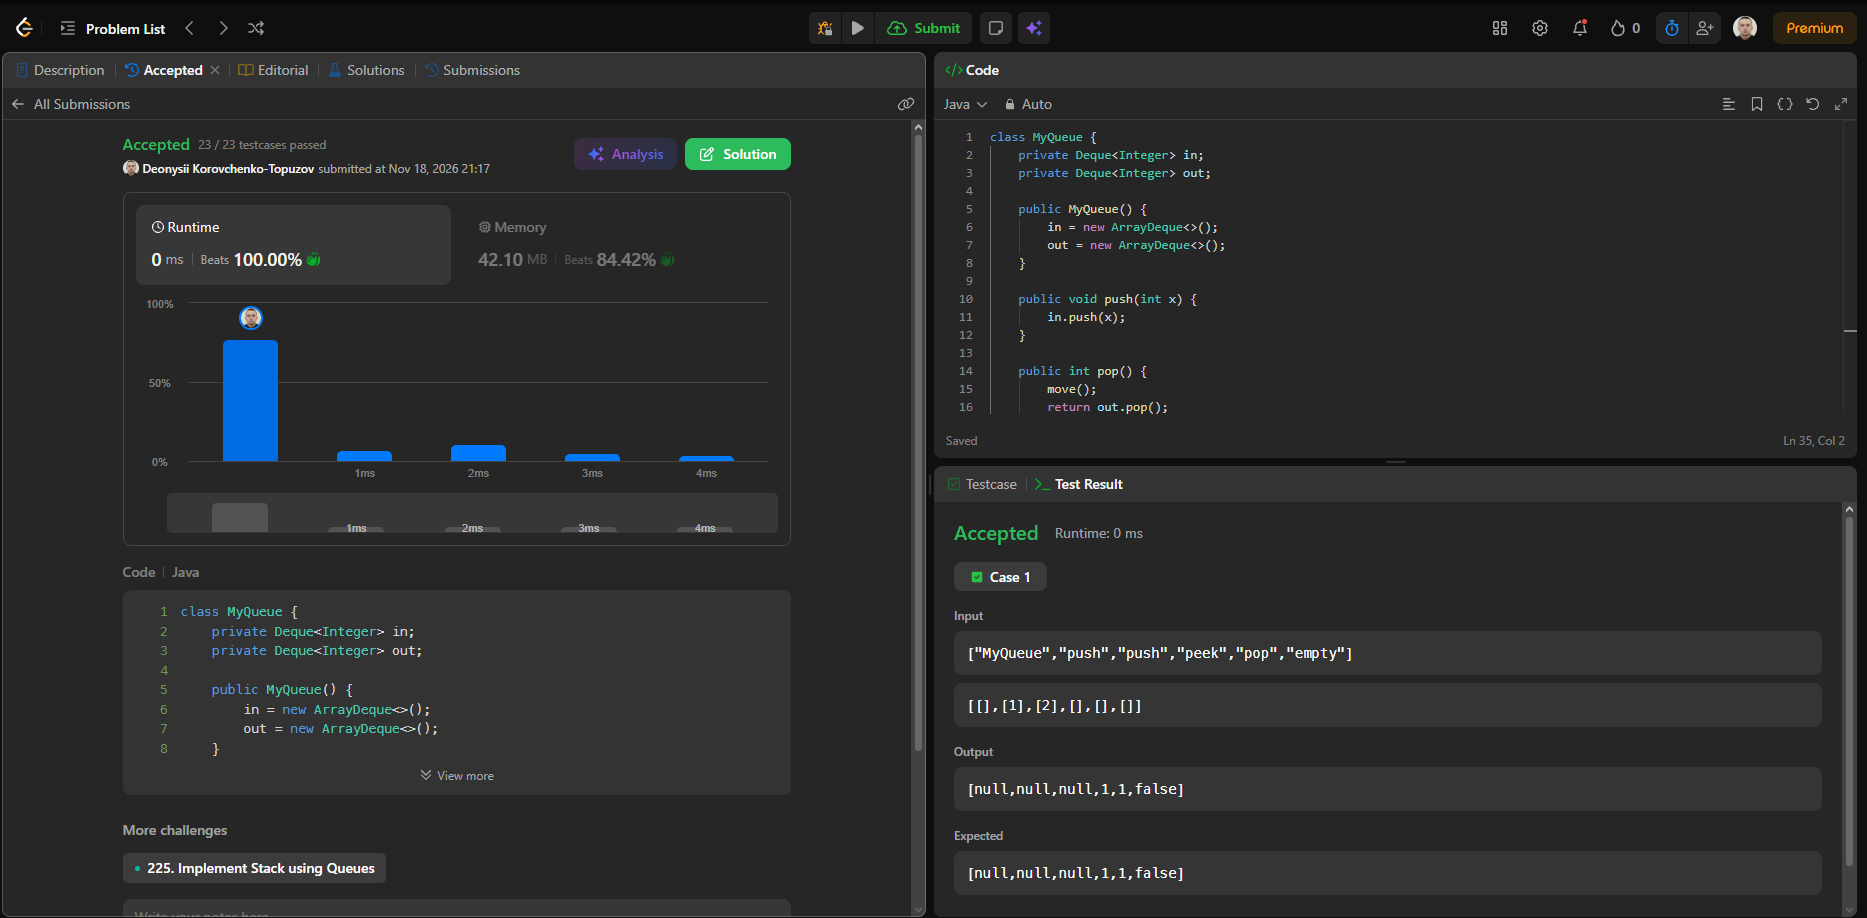 Problem List
Submit
0
Premium
Description
Accepted
Editorial
Solutions
Submissions
All Submissions
Accepted 23 / 23 testcases passed
Deonysii Korovchenko-Topuzov submitted at Nov 18, 2026 21:17
Analysis
Solution
Runtime
0 ms
Beats 100.00%
Memory
42.10 MB
Beats 84.42%
100%
50%
0%
1ms
2ms
3ms
4ms
1ms
2ms
3ms
4ms
Code
Java
1 class MyQueue {
2 private Deque<Integer> in;
3 private Deque<Integer> out;
4
5 public MyQueue() {
6 in = new ArrayDeque<>();
7 out = new ArrayDeque<>();
8 }
View more
More challenges
225. Implement Stack using Queues
Write your notes here
</> Code
Java
Auto
1 class MyQueue {
2 private Deque<Integer> in;
3 private Deque<Integer> out;
4
5 public MyQueue() {
6 in = new ArrayDeque<>();
7 out = new ArrayDeque<>();
8 }
9
10 public void push(int x) {
11 in.push(x);
12 }
13
14 public int pop() {
15 move();
16 return out.pop();
Saved
Ln 35, Col 2
Testcase
Test Result
Accepted
Runtime: 0 ms
Case 1
Input
["MyQueue","push","push","peek","pop","empty"]
[[],[1],[2],[],[],[]]
Output
[null,null,null,1,1,false]
Expected
[null,null,null,1,1,false]